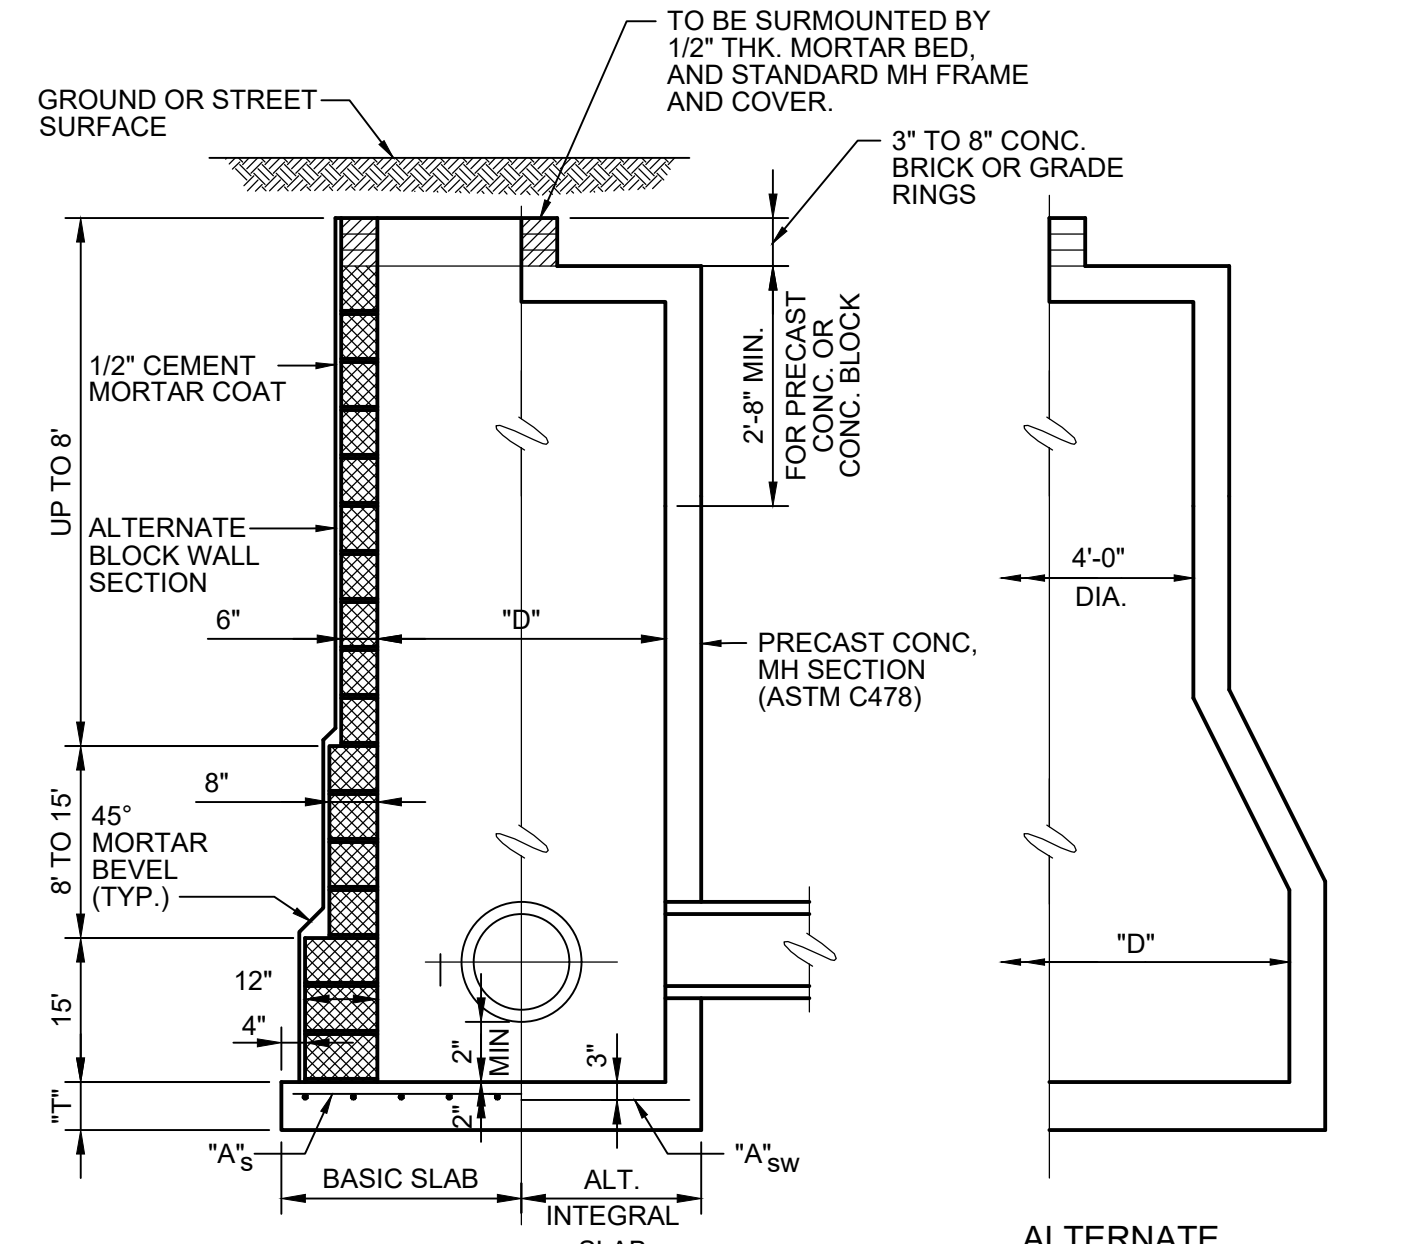 TO BE SURMOUNTED BY
1/2" THK. MORTAR BED,
AND STANDARD MH FRAME
AND COVER.
GROUND OR STREET
SURFACE
3" TO 8" CONC.
BRICK OR GRADE
RINGS
1/2" CEMENT
MORTAR COAT
2'-8" MIN.
FOR PRECAST
CONC. OR
CONC. BLOCK
UP TO 8'
ALTERNATE
BLOCK WALL
SECTION
4'-0"
DIA.
6"
"D"
PRECAST CONC,
MH SECTION
(ASTM C478)
8"
8' TO 15'
45°
MORTAR
BEVEL
(TYP.)
"D"
12"
15'
4"
2"
MIN
3"
"T"
2"
"A"S
"A"SW
BASIC SLAB
ALT.
INTEGRAL
SLAB
ALTERNATE